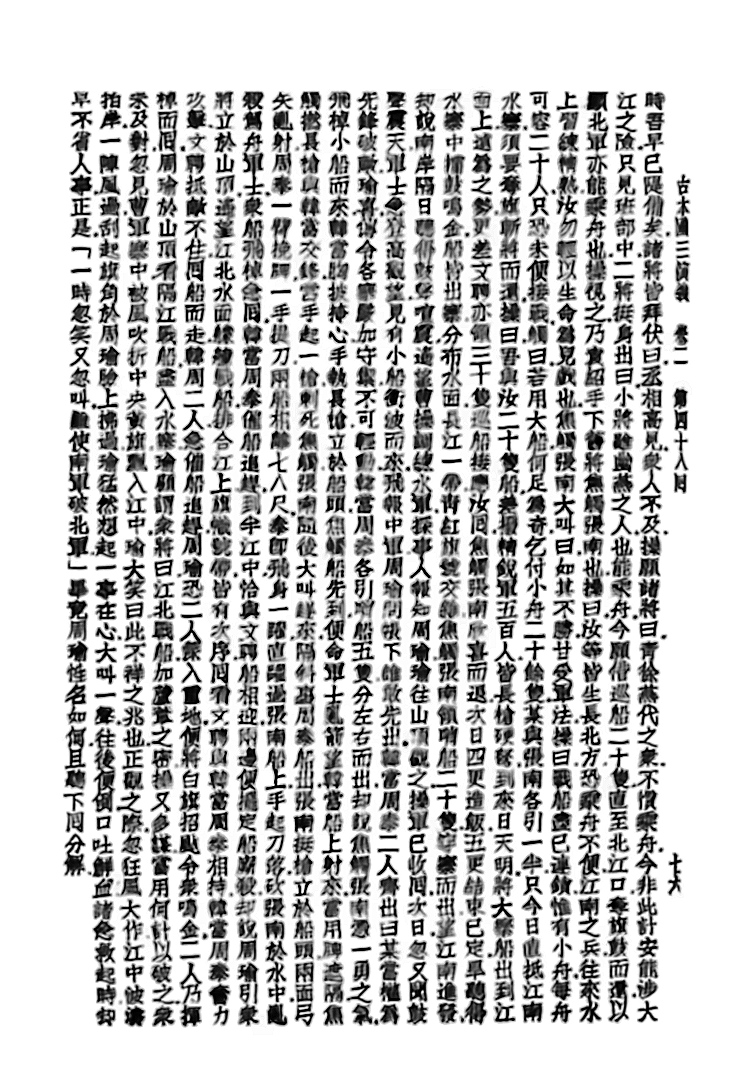 古本三國演義　卷二　第四十八回　七六
時吾早已隄備矣諸將皆拜伏曰丞相高見衆人不及操顧諸將曰靑徐燕代之衆不慣乘舟今非此計安能涉大
江之險只見班部中二將挺身出曰小將雖幽燕之人也能乘舟今願借巡船二十隻直至北江口奪旗鼓而還以
顯北軍亦能乘舟也操視之乃袁紹手下舊將焦觸張南也操曰汝等皆生長北方恐乘舟不便江南之兵往來水
上習練精熟汝勿輕以生命爲兒戲也焦觸張南大叫曰如其不勝甘受軍法操曰戰船盡已連鎖惟有小舟每舟
可容二十人只恐未便接戰觸曰若用大船何足爲奇乞付小舟二十餘隻某與張南各引一半只今日直抵江南
水寨須要奪旗斬將而還操曰吾與汝二十隻船差撥精銳軍五百人皆長槍硬弩到來日天明將大寨船出到江
面上遠爲之勢更差文聘亦領三十隻巡船接應汝回焦觸張南欣喜而退次日四更造飯五更結束已定早聽得
水寨中擂鼓鳴金船皆出寨分布水面長江一帶靑紅旗號交雜焦觸張南領哨船二十隻穿寨而出望江南進發
却說南岸隔日聽得鼓聲喧震遙望曹操調練水軍探事人報知周瑜瑜往山頂觀之操軍已收回次日忽又聞鼓
聲震天軍士急登高觀望見有小船衝波而來飛報中軍周瑜問帳下誰敢先出韓當周泰二人齊出曰某當權爲
先鋒破敵瑜喜傳令各寨嚴加守禦不可輕動韓當周泰各引哨船五隻分左右而出却說焦觸張南憑一勇之氣
飛棹小船而來韓當胸披掩心手執長槍立於船頭焦觸船先到便命軍士亂箭望韓當船上射來當用牌遮隔焦
觸撚長槍與韓當交鋒當手起一槍刺死焦觸張南隨後大叫趕來隔斜裏周泰船出張南挺槍立於船頭兩面弓
矢亂射周泰一臂挽牌一手提刀兩船相離七八尺泰卽飛身一躍直躍過張南船上手起刀落砍張南於水中亂
殺駕舟軍士衆船飛棹急回韓當周泰催船追趕到半江中恰與文聘船相迎兩邊便擺定船廝殺却說周瑜引衆
將立於山頂遙望江北水面艨艟戰船排合江上旗幟號帶皆有次序回看文聘與韓當周泰相持韓當周泰奮力
攻擊文聘抵敵不住回船而走韓周二人急催船追趕周瑜恐二人深入重地便將白旗招颭令衆鳴金二人乃揮
棹而回周瑜於山頂看隔江戰船盡入水寨瑜顧謂衆將曰江北戰船如蘆葦之密操又多謀當用何計以破之衆
未及對忽見曹軍寨中被風吹折中央黃旗飄入江中瑜大笑曰此不祥之兆也正觀之際忽狂風大作江中波濤
拍岸一陣風過刮起旗角於周瑜臉上拂過瑜猛然想起一事在心大叫一聲往後便倒口吐鮮血諸急救起時却
早不省人事正是「一時忽笑又忽叫難使南軍破北軍」畢竟周瑜性名如何且聽下回分解